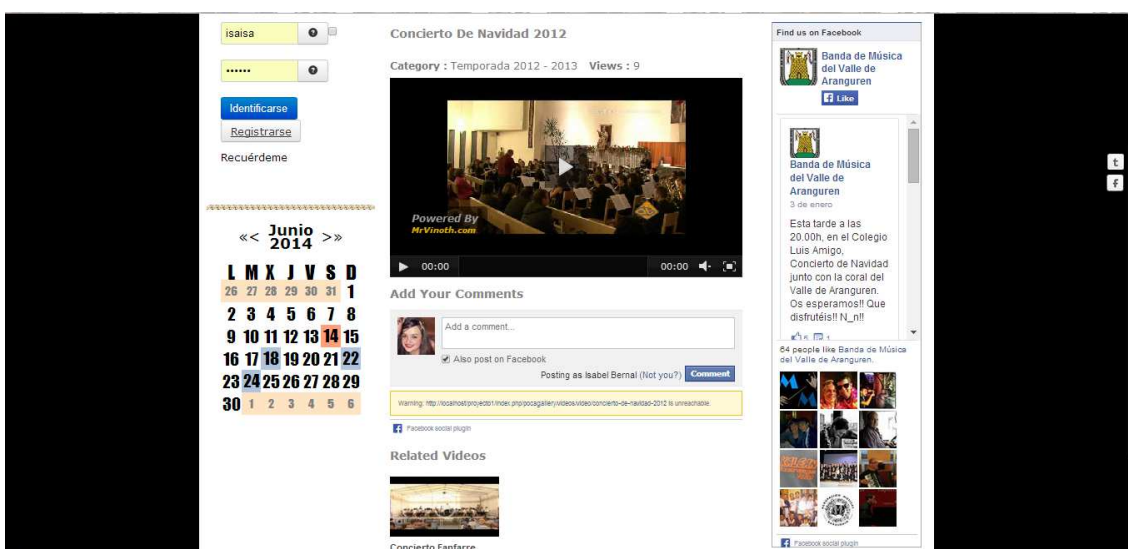 isaisa
••••••
Identificarse
Registrarse
Recuérdeme
«< Junio 2014 >»
L M X J V S D
26 27 28 29 30 31 1
2 3 4 5 6 7 8
9 10 11 12 13 14 15
16 17 18 19 20 21 22
23 24 25 26 27 28 29
30 1 2 3 4 5 6
Concierto De Navidad 2012
Category : Temporada 2012 - 2013 Views : 9
Powered By
MrVinoth.com
00:00 00:00
Add Your Comments
Add a comment...
Also post on Facebook
Posting as Isabel Bernal (Not you?) Comment
Warning: http://localhost/proyecto1/index.php/pocagallery/videos/video/concierto-de-navidad-2012 is unreachable.
Facebook social plugin
Related Videos
Concierto Fanfarre
Find us on Facebook
Banda de Música
del Valle de
Aranguren
Like
Banda de Música
del Valle de
Aranguren
3 de enero
Esta tarde a las
20.00h, en el Colegio
Luis Amigo,
Concierto de Navidad
junto con la coral del
Valle de Aranguren.
Os esperamos!! Que
disfrutéis!! N_n!!
5 1
64 people like Banda de Música
del Valle de Aranguren.
Facebook social plugin
t
f